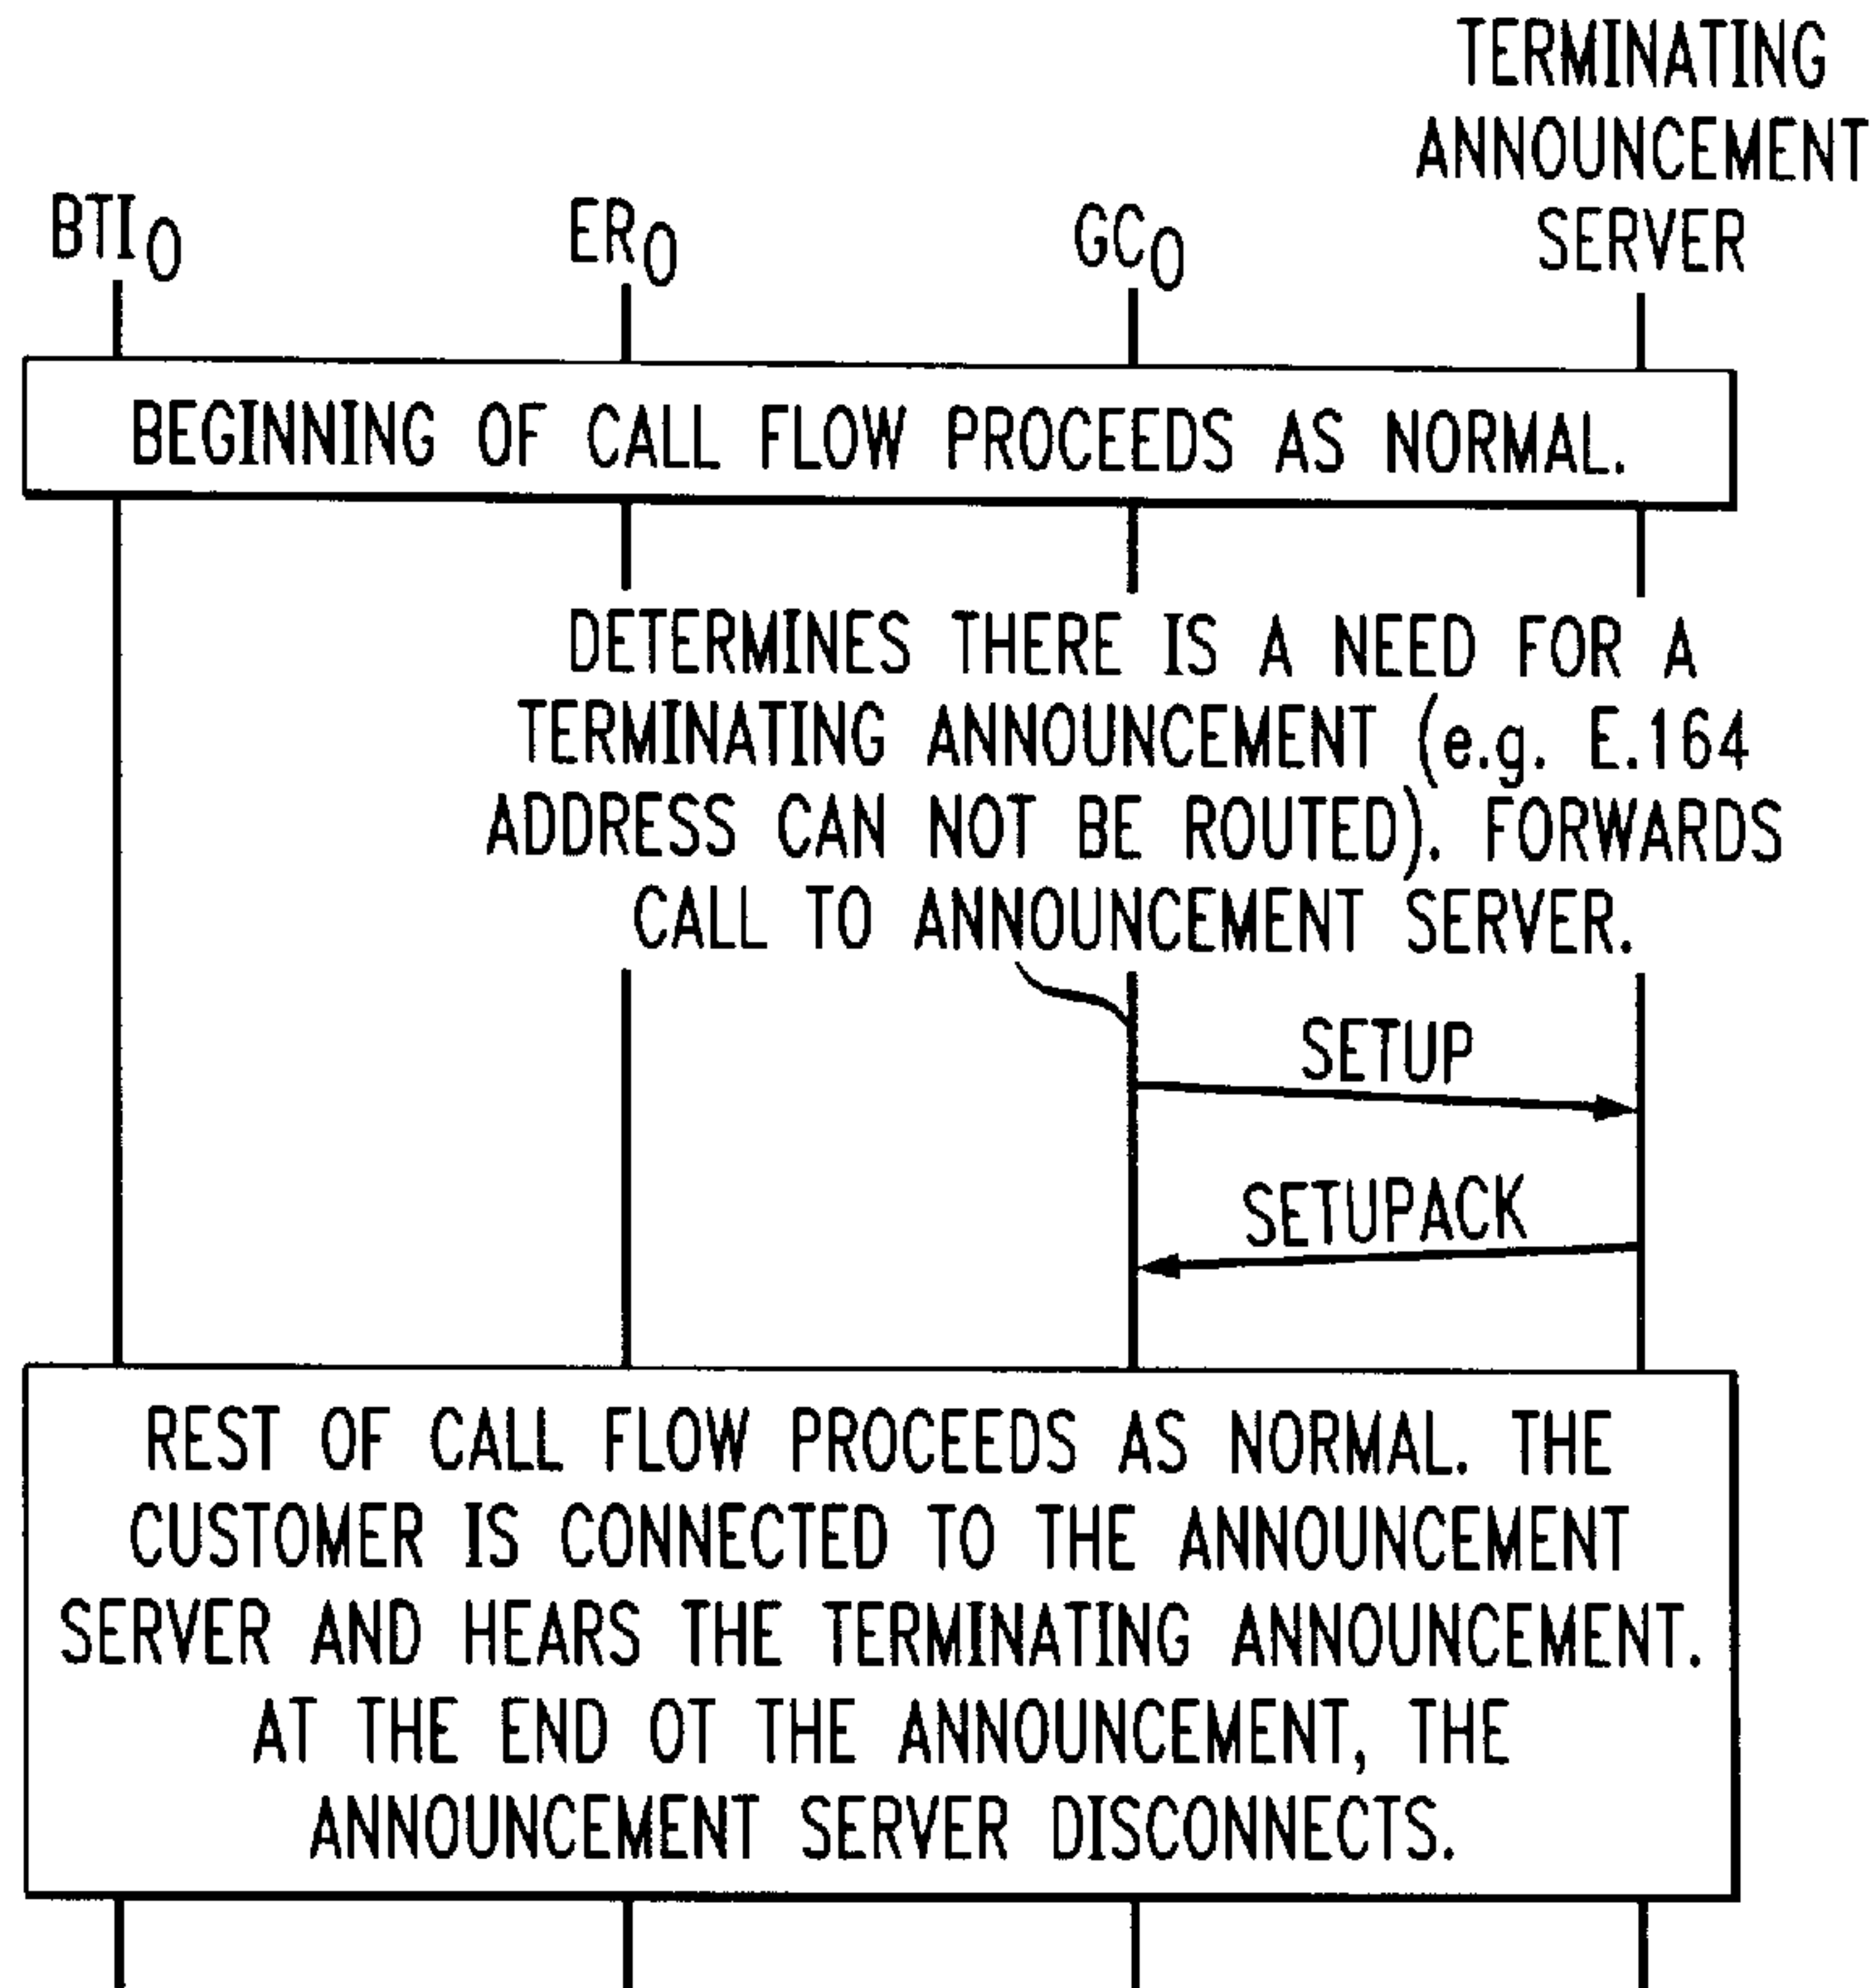 TERMINATING
ANNOUNCEMENT
SERVER
BTIO
ERO
GCO
BEGINNING OF CALL FLOW PROCEEDS AS NORMAL.
DETERMINES THERE IS A NEED FOR A
TERMINATING ANNOUNCEMENT (e.g. E.164
ADDRESS CAN NOT BE ROUTED). FORWARDS
CALL TO ANNOUNCEMENT SERVER.
SETUP
SETUPACK
REST OF CALL FLOW PROCEEDS AS NORMAL. THE
CUSTOMER IS CONNECTED TO THE ANNOUNCEMENT
SERVER AND HEARS THE TERMINATING ANNOUNCEMENT.
AT THE END OT THE ANNOUNCEMENT, THE
ANNOUNCEMENT SERVER DISCONNECTS.